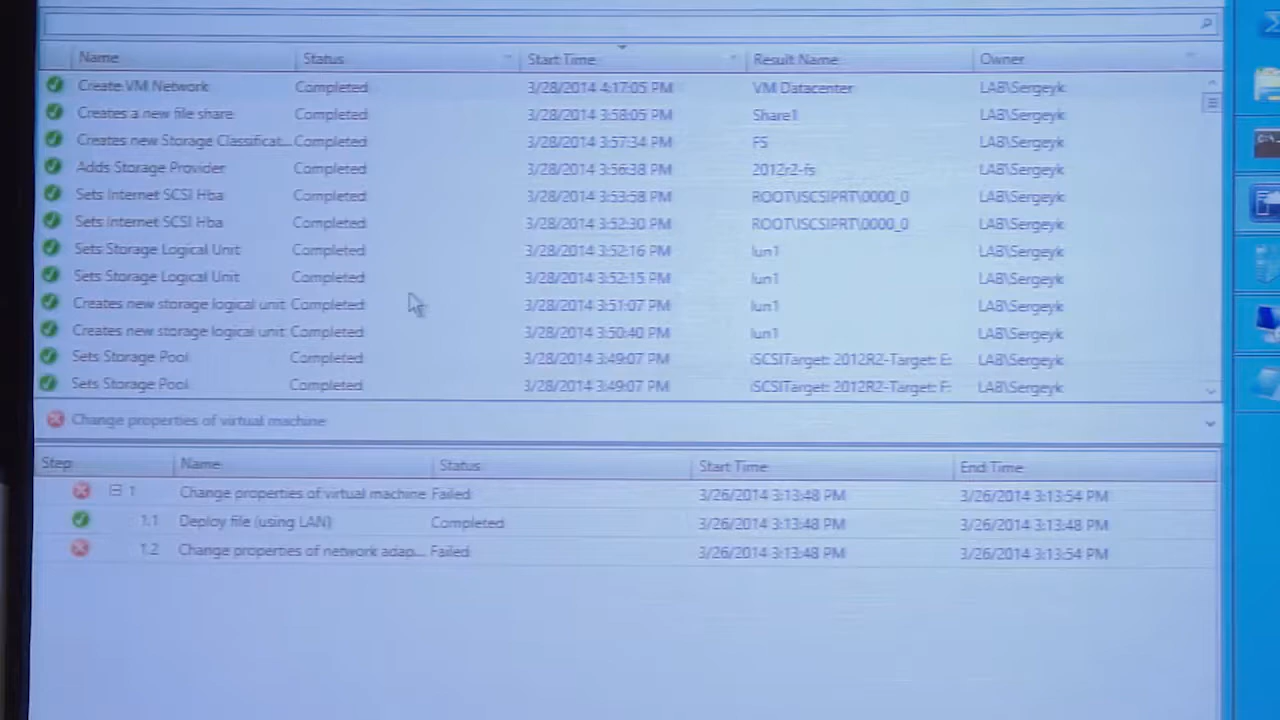 Name Status Start Time Result Name Owner
Create VM Network Completed 3/28/2014 4:17:05 PM VM Datacenter LAB\Sergeyk
Creates a new file share Completed 3/28/2014 3:58:05 PM Share1 LAB\Sergeyk
Creates new Storage Classificat... Completed 3/28/2014 3:57:34 PM FS LAB\Sergeyk
Adds Storage Provider Completed 3/28/2014 3:56:38 PM 2012r2-fs LAB\Sergeyk
Sets Internet SCSI Hba Completed 3/28/2014 3:53:58 PM ROOT\ISCSIPRT\0000_0 LAB\Sergeyk
Sets Internet SCSI Hba Completed 3/28/2014 3:52:30 PM ROOT\ISCSIPRT\0000_0 LAB\Sergeyk
Sets Storage Logical Unit Completed 3/28/2014 3:52:16 PM lun1 LAB\Sergeyk
Sets Storage Logical Unit Completed 3/28/2014 3:52:15 PM lun1 LAB\Sergeyk
Creates new storage logical unit Completed 3/28/2014 3:51:07 PM lun1 LAB\Sergeyk
Creates new storage logical unit Completed 3/28/2014 3:50:40 PM lun1 LAB\Sergeyk
Sets Storage Pool Completed 3/28/2014 3:49:07 PM iSCSITarget: 2012R2-Target: E: LAB\Sergeyk
Sets Storage Pool Completed 3/28/2014 3:49:07 PM iSCSITarget: 2012R2-Target: F: LAB\Sergeyk
Change properties of virtual machine
Step Name Status Start Time End Time
1 Change properties of virtual machine Failed 3/26/2014 3:13:48 PM 3/26/2014 3:13:54 PM
1.1 Deploy file (using LAN) Completed 3/26/2014 3:13:48 PM 3/26/2014 3:13:48 PM
1.2 Change properties of network adap... Failed 3/26/2014 3:13:48 PM 3/26/2014 3:13:54 PM